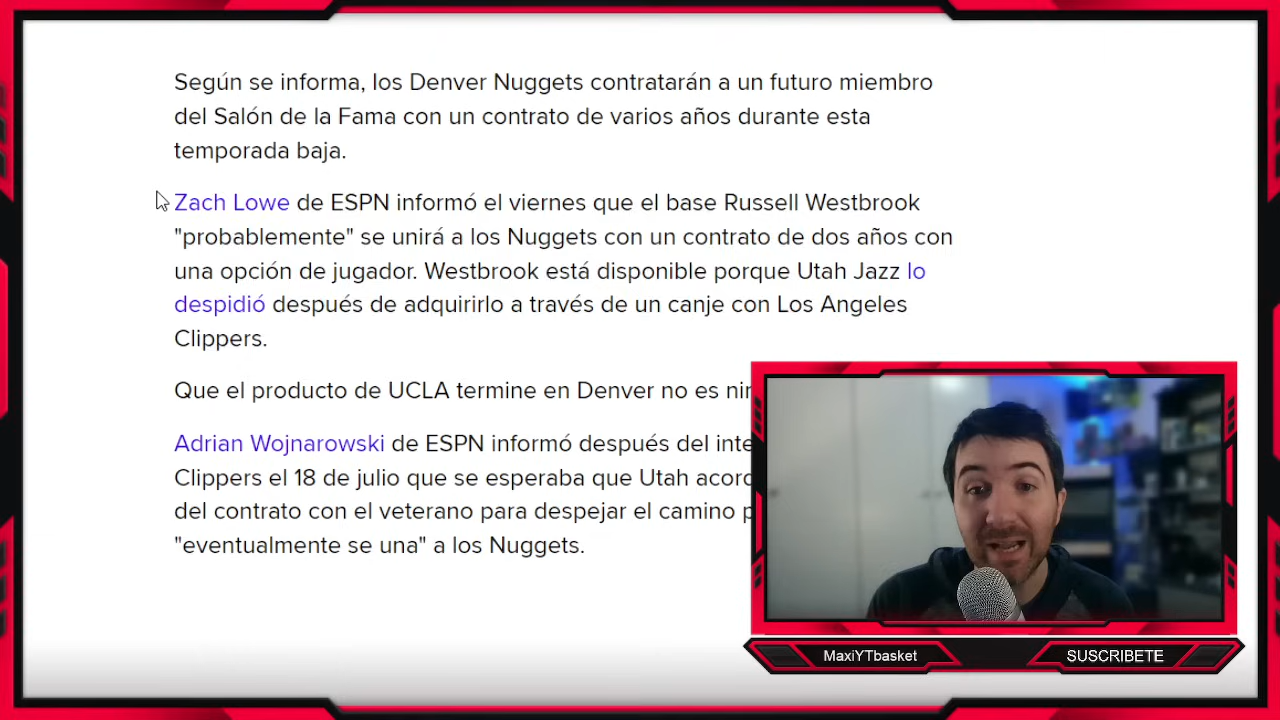 Según se informa, los Denver Nuggets contratarán a un futuro miembro
del Salón de la Fama con un contrato de varios años durante esta
temporada baja.
Zach Lowe de ESPN informó el viernes que el base Russell Westbrook
"probablemente" se unirá a los Nuggets con un contrato de dos años con
una opción de jugador. Westbrook está disponible porque Utah Jazz lo
despidió después de adquirirlo a través de un canje con Los Angeles
Clippers.
Que el producto de UCLA termine en Denver no es
Adrian Wojnarowski de ESPN informó después del
Clippers el 18 de julio que se esperaba que Utah
del contrato con el veterano para despejar el camino
"eventualmente se una" a los Nuggets.
MaxiYTbasket
SUSCRIBETE